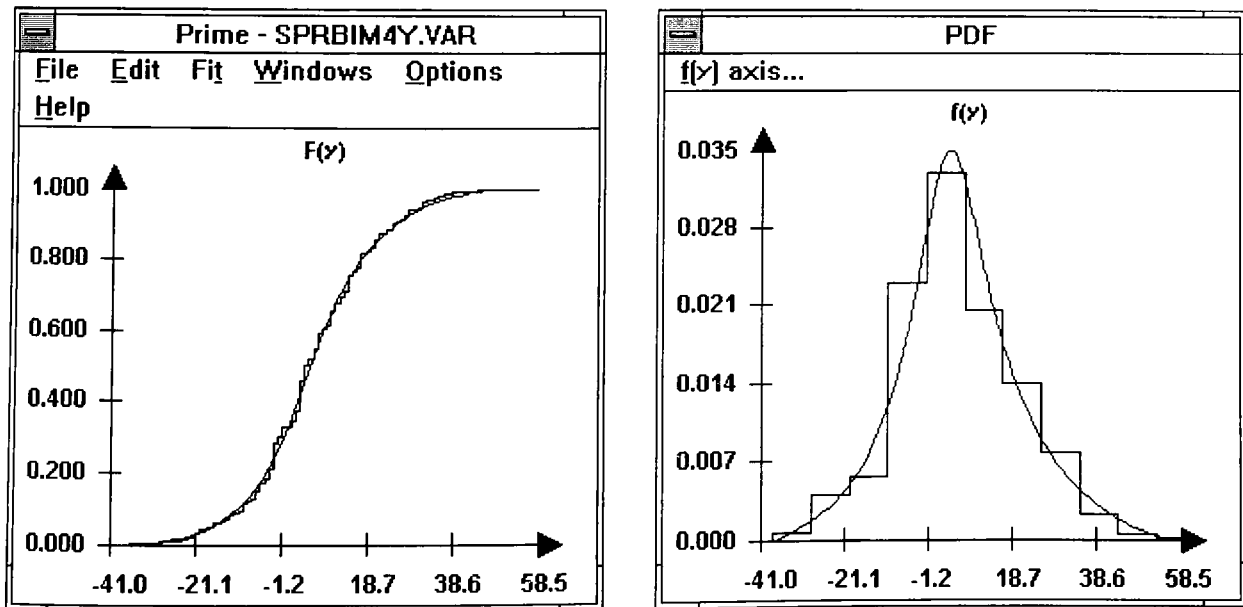 Prime - SPRBIM4Y.VAR
File Edit Fit Windows Options
Help
F(y)
1.000
0.800
0.600
0.400
0.200
0.000
-41.0 -21.1 -1.2 18.7 38.6 58.5
PDF
f(y) axis...
f(y)
0.035
0.028
0.021
0.014
0.007
0.000
-41.0 -21.1 -1.2 18.7 38.6 58.5